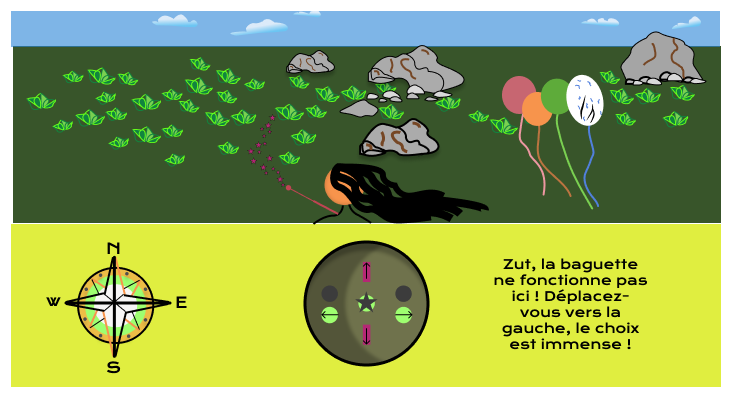 N
W
E
S
Zut, la baguette
ne fonctionne pas
ici ! Déplacez-
vous vers la
gauche, le choix
est immense !